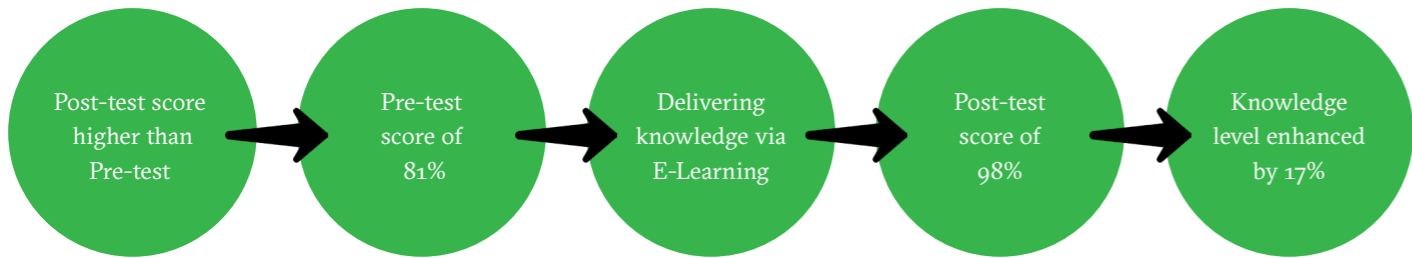 Post-test score
higher than
Pre-test
Pre-test
score of
81%
Delivering
knowledge via
E-Learning
Post-test
score of
98%
Knowledge
level enhanced
by 17%